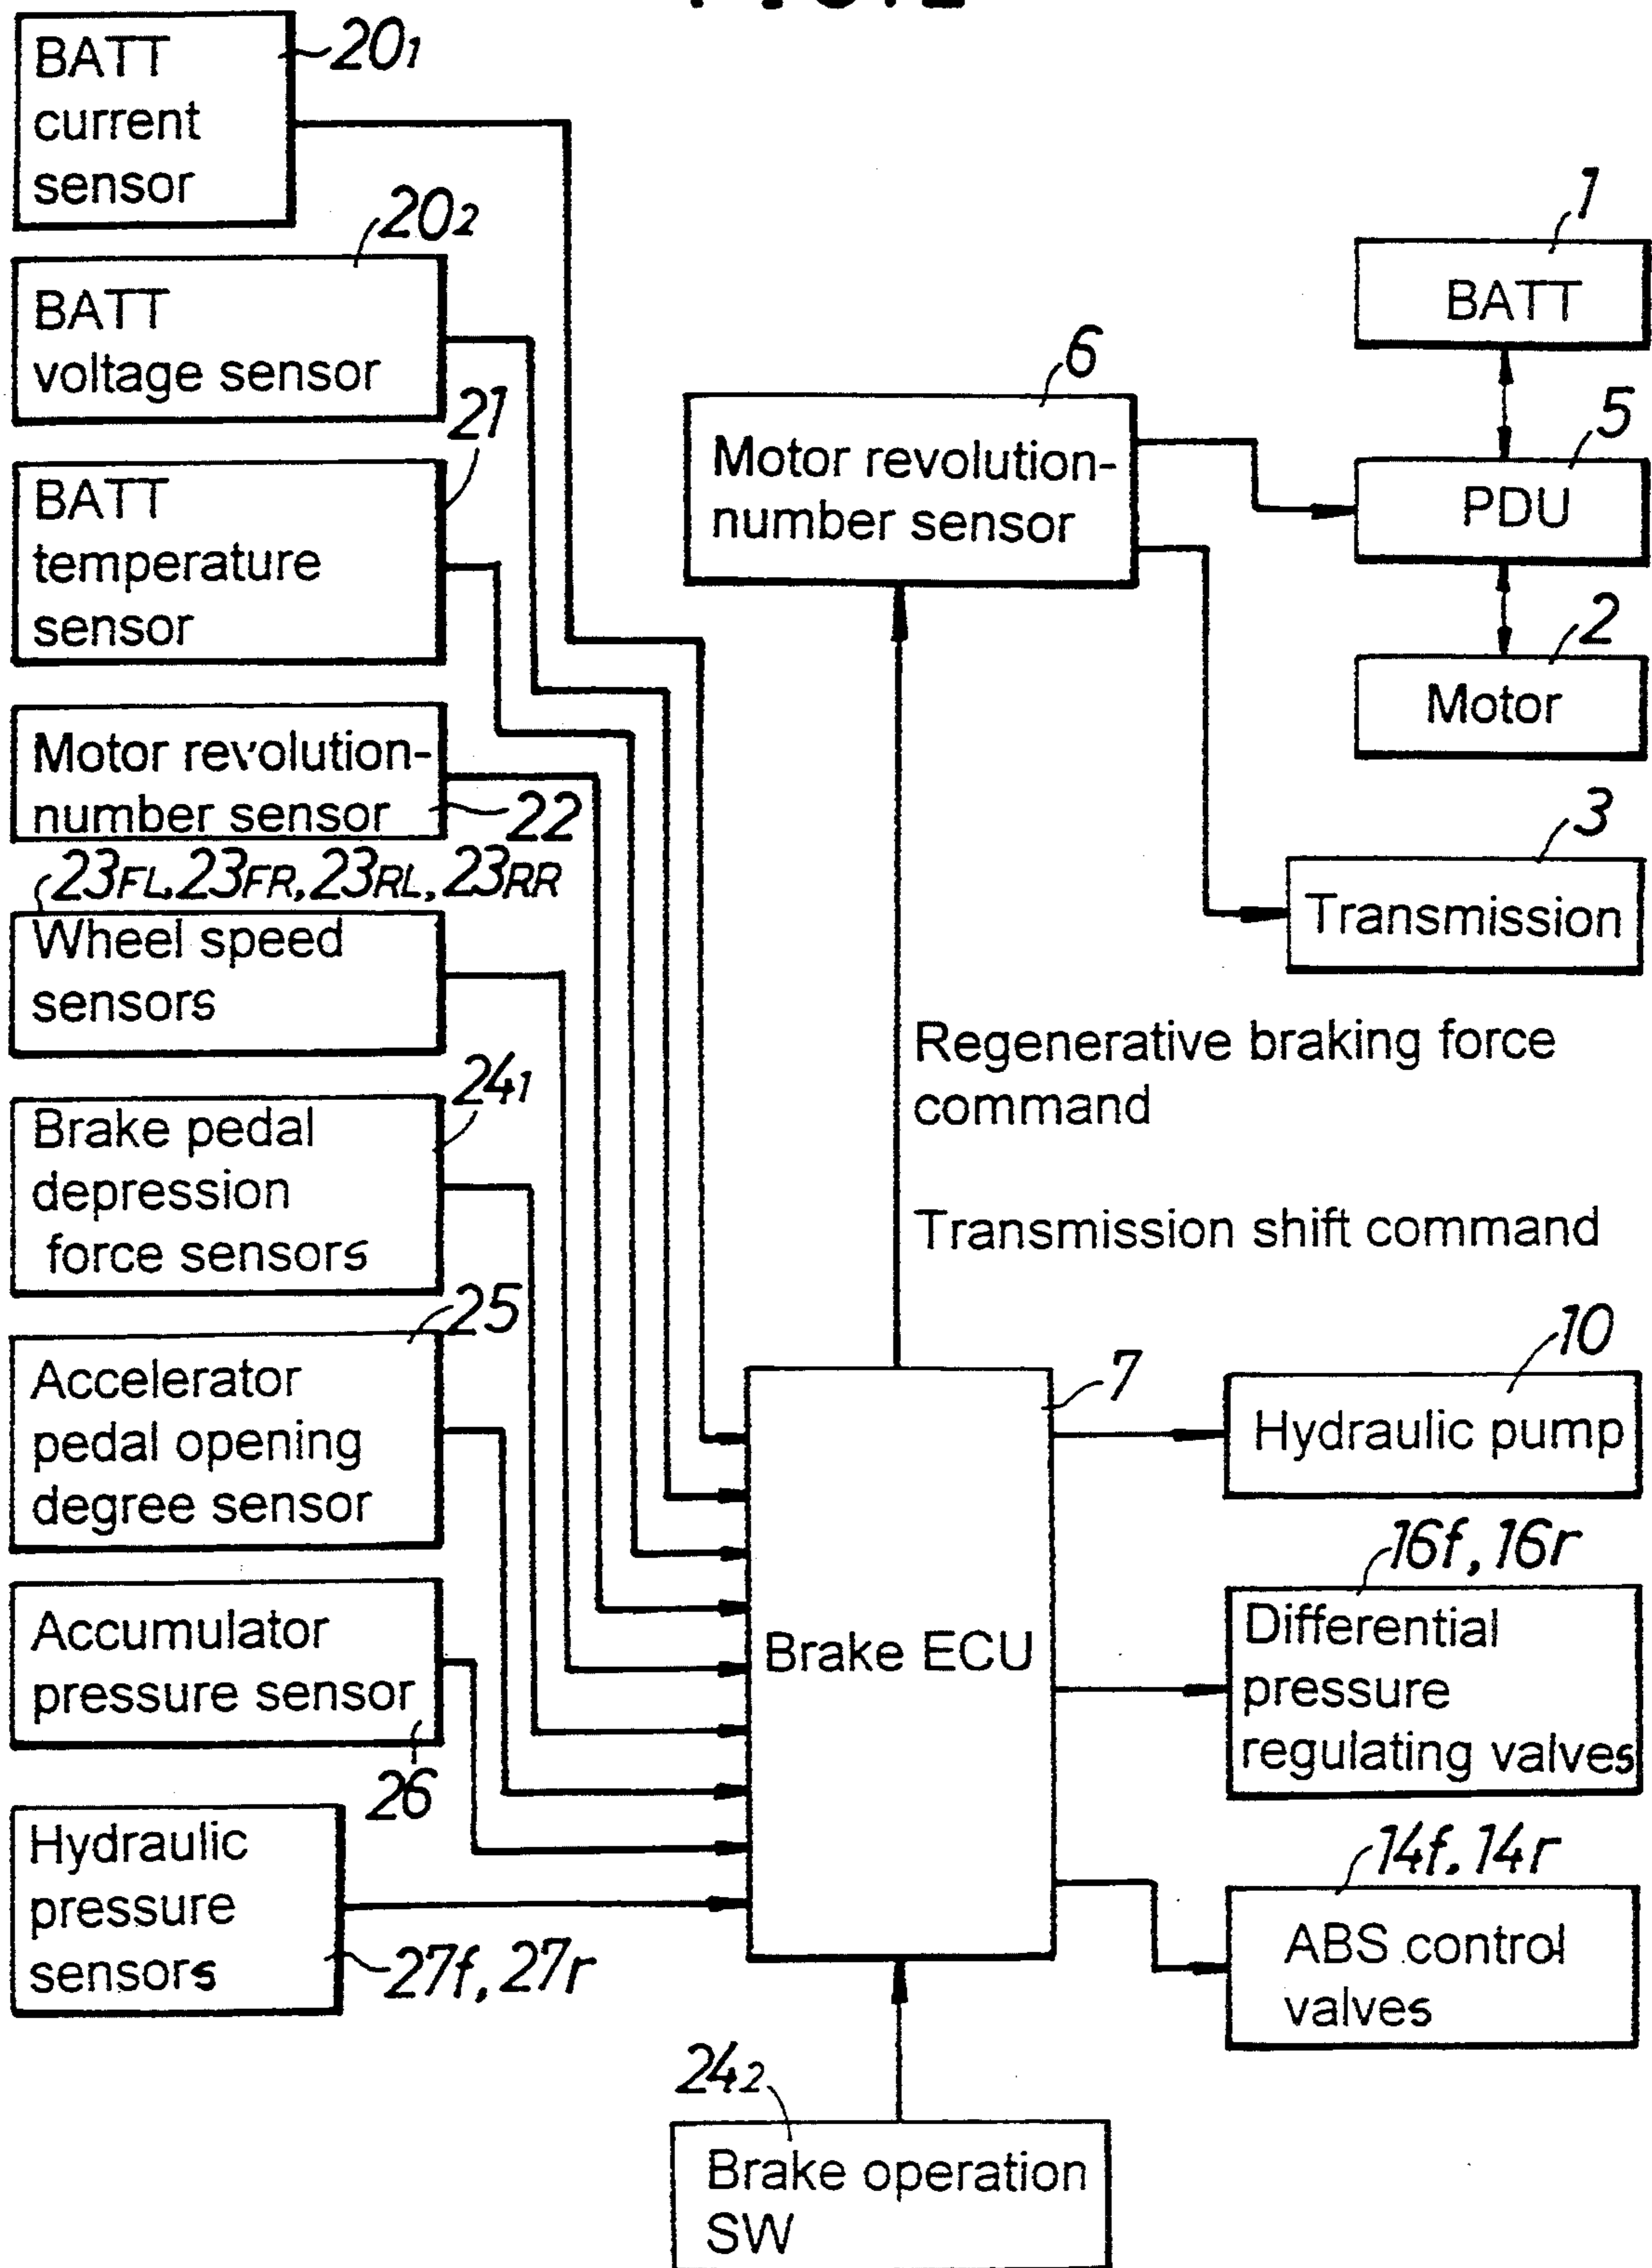 BATT
current
sensor
20₁
BATT
voltage sensor
20₂
BATT
temperature
sensor
21
Motor revolution-
number sensor
22
23FL, 23FR, 23RL, 23RR
Wheel speed
sensors
Brake pedal
depression
force sensors
24₁
Accelerator
pedal opening
degree sensor
25
Accumulator
pressure sensor
26
Hydraulic
pressure
sensors
27f, 27r
Motor revolution-
number sensor
6
1
BATT
5
PDU
2
Motor
3
Transmission
Regenerative braking force
command
Transmission shift command
7
Brake ECU
10
Hydraulic pump
16f, 16r
Differential
pressure
regulating valves
14f, 14r
ABS control
valves
24₂
Brake operation
SW